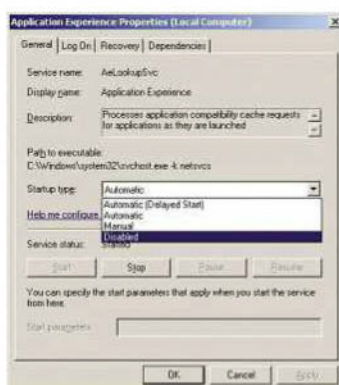 Application Experience Properties (Local Computer)
General Log On Recovery Dependencies
Service name: AeLookupSvc
Display name: Application Experience
Description: Processes application compatibility cache requests
for applications as they are launched
Path to executable:
C:\Windows\system32\svchost.exe -k netsvcs
Startup type: Automatic
Automatic (Delayed Start)
Help me configure Automatic
Manual
Disabled
Service status: Started
Start Stop Pause Resume
You can specify the start parameters that apply when you start the service
from here.
Start parameters:
OK Cancel Apply